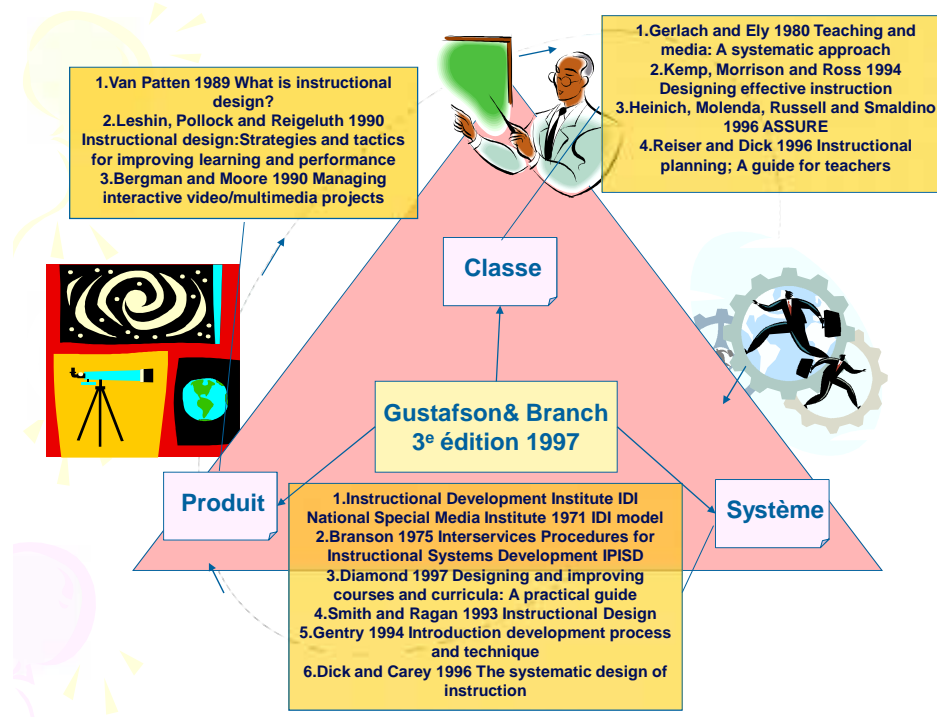 1.Van Patten 1989 What is instructional
design?
2.Leshin, Pollock and Reigeluth 1990
Instructional design:Strategies and tactics
for improving learning and performance
3.Bergman and Moore 1990 Managing
interactive video/multimedia projects
1.Gerlach and Ely 1980 Teaching and
media: A systematic approach
2.Kemp, Morrison and Ross 1994
Designing effective instruction
3.Heinich, Molenda, Russell and Smaldino
1996 ASSURE
4.Reiser and Dick 1996 Instructional
planning; A guide for teachers
Classe
Gustafson& Branch
3e édition 1997
Produit
Système
1.Instructional Development Institute IDI
National Special Media Institute 1971 IDI model
2.Branson 1975 Interservices Procedures for
Instructional Systems Development IPISD
3.Diamond 1997 Designing and improving
courses and curricula: A practical guide
4.Smith and Ragan 1993 Instructional Design
5.Gentry 1994 Introduction development process
and technique
6.Dick and Carey 1996 The systematic design of
instruction